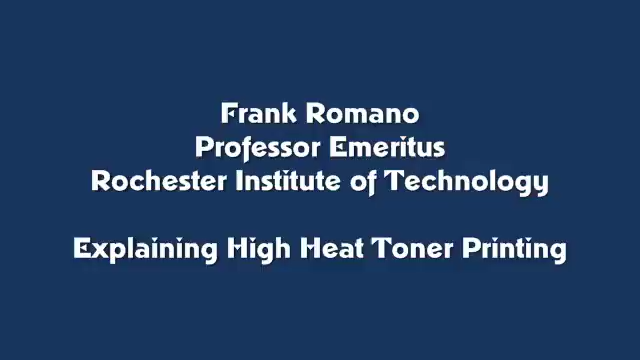 Frank Romano
Professor Emeritus
Rochester Institute of Technology
Explaining High Heat Toner Printing